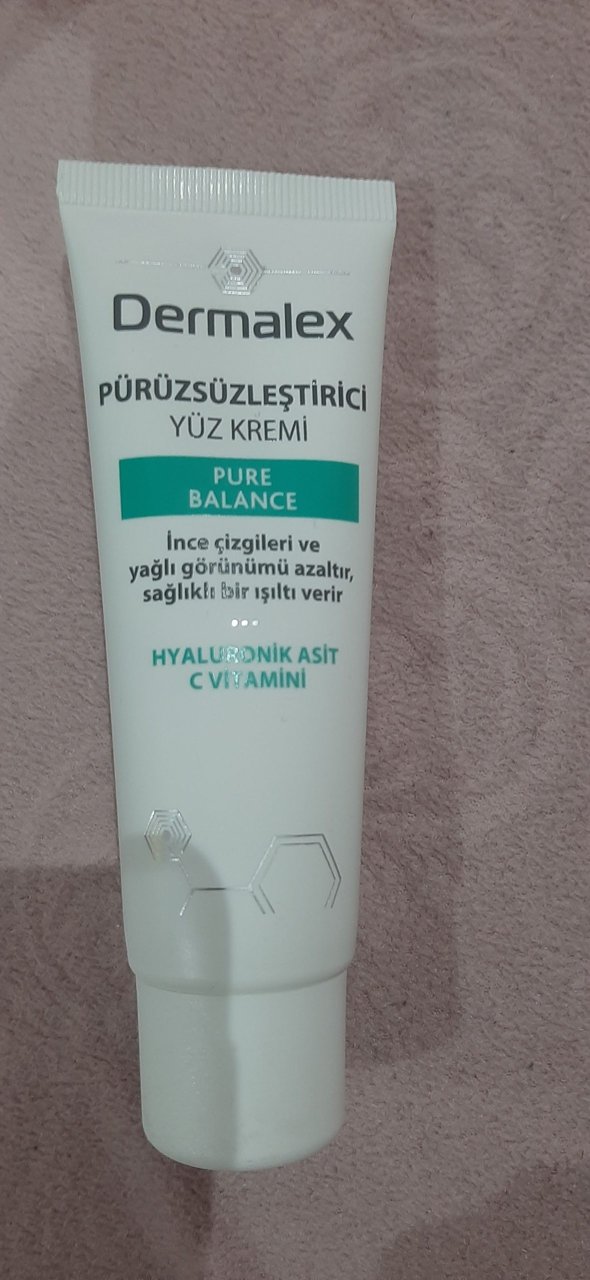 Dermalex
PÜRÜZSÜZLEŞTİRİCİ
YÜZ KREMİ
PURE
BALANCE
İnce çizgileri ve
yağlı görünümü azaltır,
sağlıklı bir ışıltı verir
HYALURONİK ASİT
C VİTAMİNİ